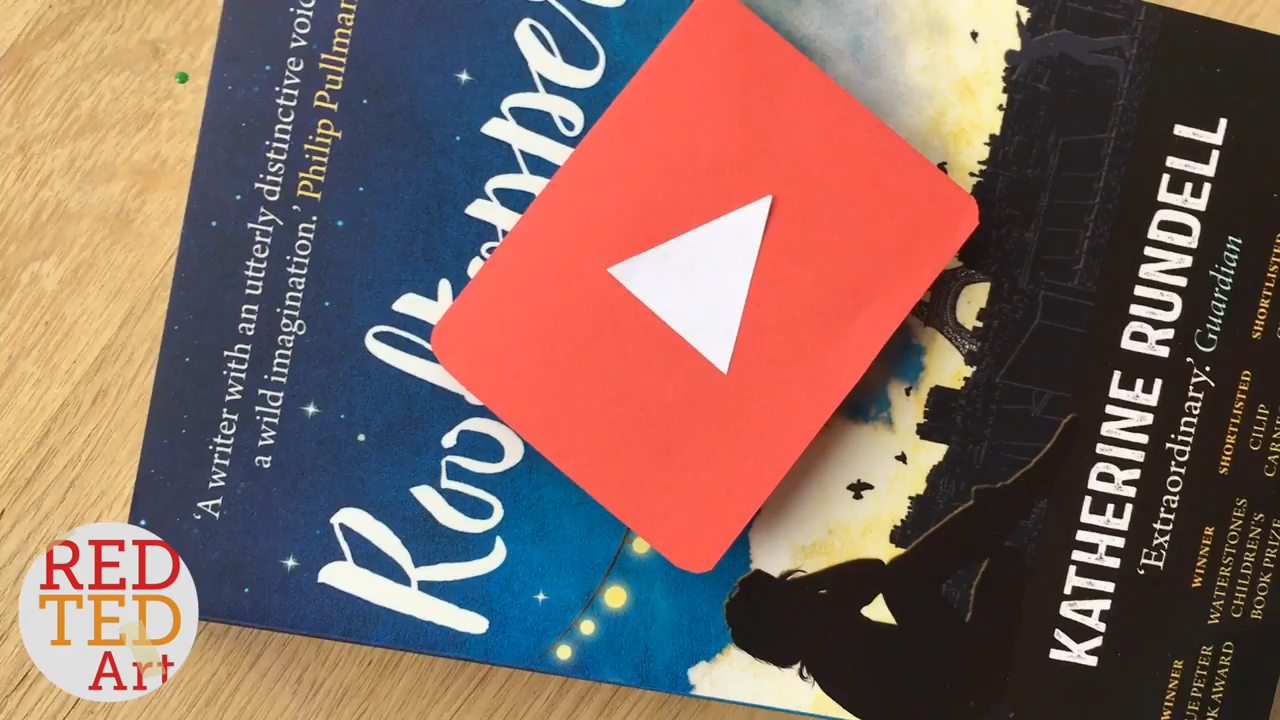 'A writer with an utterly distinctive
a wild imagination.' Philip Pullman
KATHERINE RUNDELL
'Extraordinary.' Guardian
SHORTLISTED
WINNER
WATERSTONES
CHILDREN'S
BOOK PRIZE
SHORTLISTED
CILIP
WINNER
RED
TED
Art